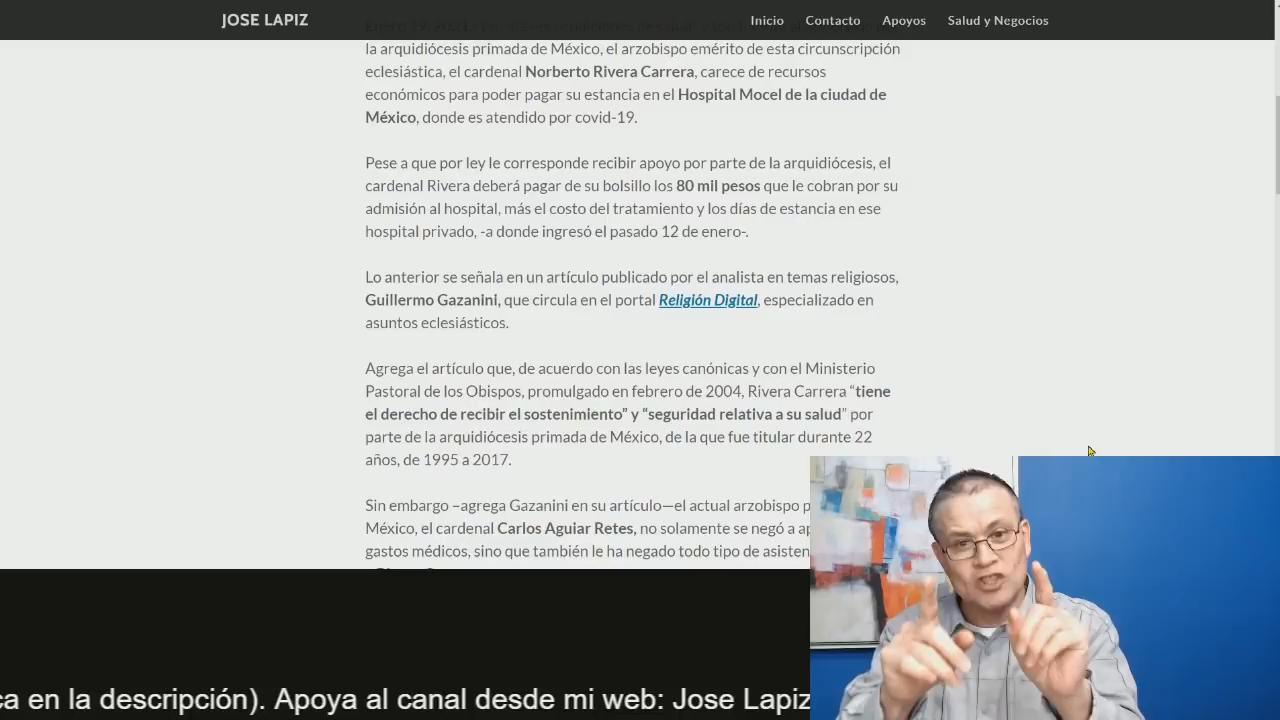 JOSE LAPIZ
Inicio Contacto Apoyos Salud y Negocios
la arquidiócesis primada de México, el arzobispo emérito de esta circunscripción
eclesiástica, el cardenal Norberto Rivera Carrera, carece de recursos
económicos para poder pagar su estancia en el Hospital Mocel de la ciudad de
México, donde es atendido por covid-19.
Pese a que por ley le corresponde recibir apoyo por parte de la arquidiócesis, el
cardenal Rivera deberá pagar de su bolsillo los 80 mil pesos que le cobran por su
admisión al hospital, más el costo del tratamiento y los días de estancia en ese
hospital privado, -a donde ingresó el pasado 12 de enero-.
Lo anterior se señala en un artículo publicado por el analista en temas religiosos,
Guillermo Gazanini, que circula en el portal Religión Digital, especializado en
asuntos eclesiásticos.
Agrega el artículo que, de acuerdo con las leyes canónicas y con el Ministerio
Pastoral de los Obispos, promulgado en febrero de 2004, Rivera Carrera “tiene
el derecho de recibir el sostenimiento” y “seguridad relativa a su salud” por
parte de la arquidiócesis primada de México, de la que fue titular durante 22
años, de 1995 a 2017.
Sin embargo –agrega Gazanini en su artículo—el actual arzobispo p
México, el cardenal Carlos Aguiar Retes, no solamente se negó a ap
gastos médicos, sino que también le ha negado todo tipo de asisten
ca en la descripción). Apoya al canal desde mi web: Jose Lapiz